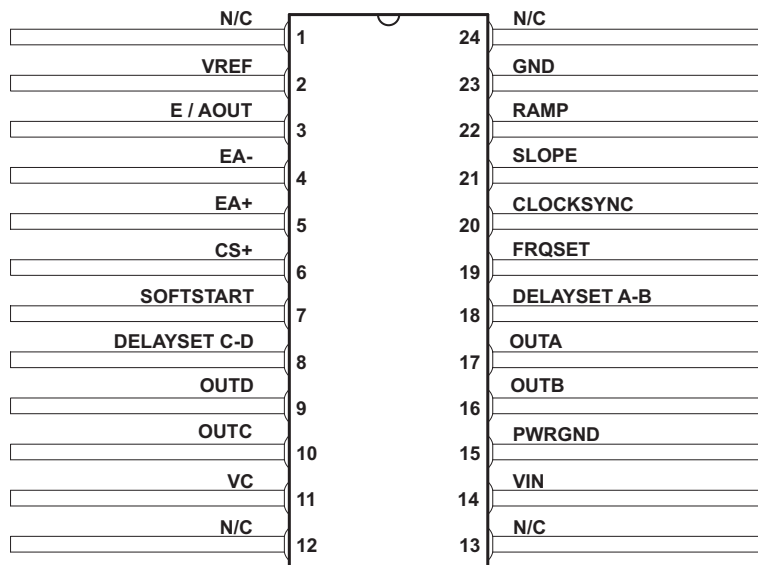 N/C 1 24 N/C
VREF 2 23 GND
E / AOUT 3 22 RAMP
EA- 4 21 SLOPE
EA+ 5 20 CLOCKSYNC
CS+ 6 19 FRQSET
SOFTSTART 7 18 DELAYSET A-B
DELAYSET C-D 8 17 OUTA
OUTD 9 16 OUTB
OUTC 10 15 PWRGND
VC 11 14 VIN
N/C 12 13 N/C